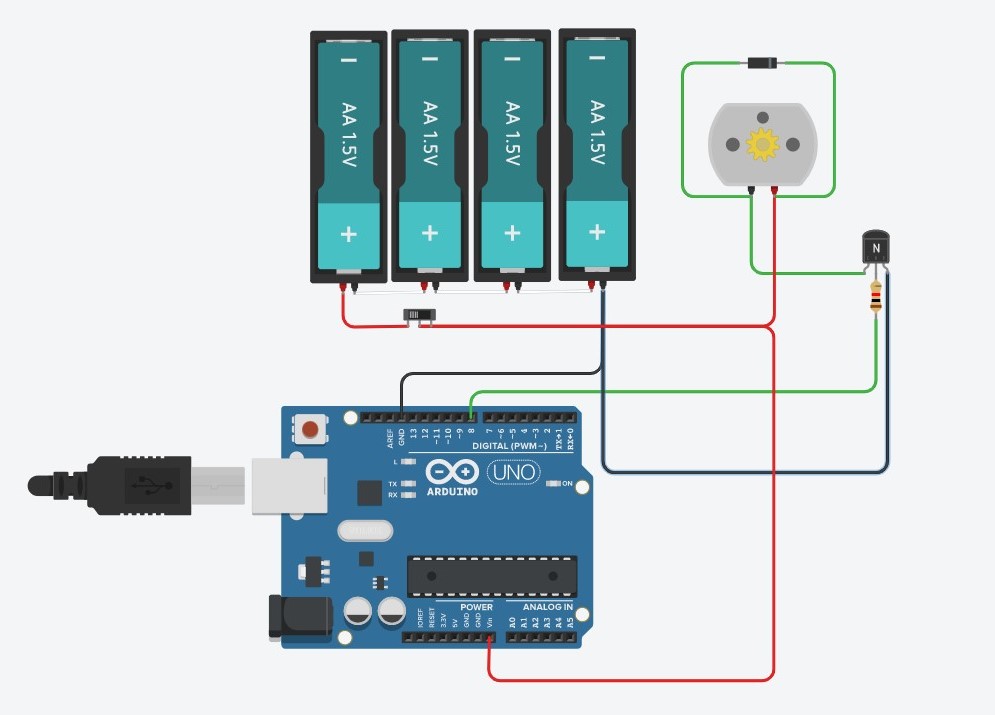 AA 1.5V
AA 1.5V
AA 1.5V
AA 1.5V
N
AREF
GND
13
12
~11
~10
~9
8
7
~6
~5
4
~3
2
TX→1
RX←0
DIGITAL (PWM~)
L
TX
RX
UNO
ARDUINO
ON
POWER
ANALOG IN
IOREF
RESET
3.3V
5V
GND
GND
Vin
A0
A1
A2
A3
A4
A5